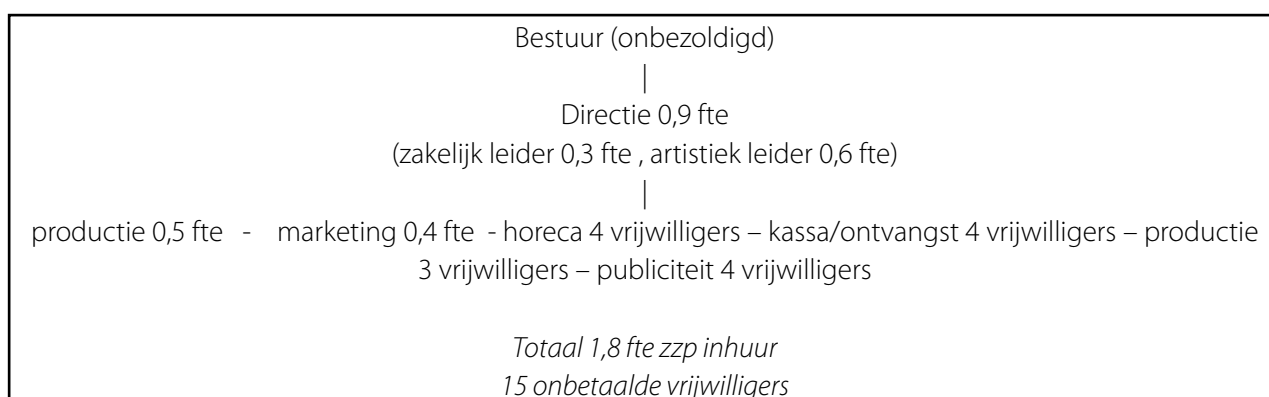 Bestuur (onbezoldigd)
|
Directie 0,9 fte
(zakelijk leider 0,3 fte , artistiek leider 0,6 fte)
|
productie 0,5 fte - marketing 0,4 fte - horeca 4 vrijwilligers – kassa/ontvangst 4 vrijwilligers – productie
3 vrijwilligers – publiciteit 4 vrijwilligers
Totaal 1,8 fte zzp inhuur
15 onbetaalde vrijwilligers